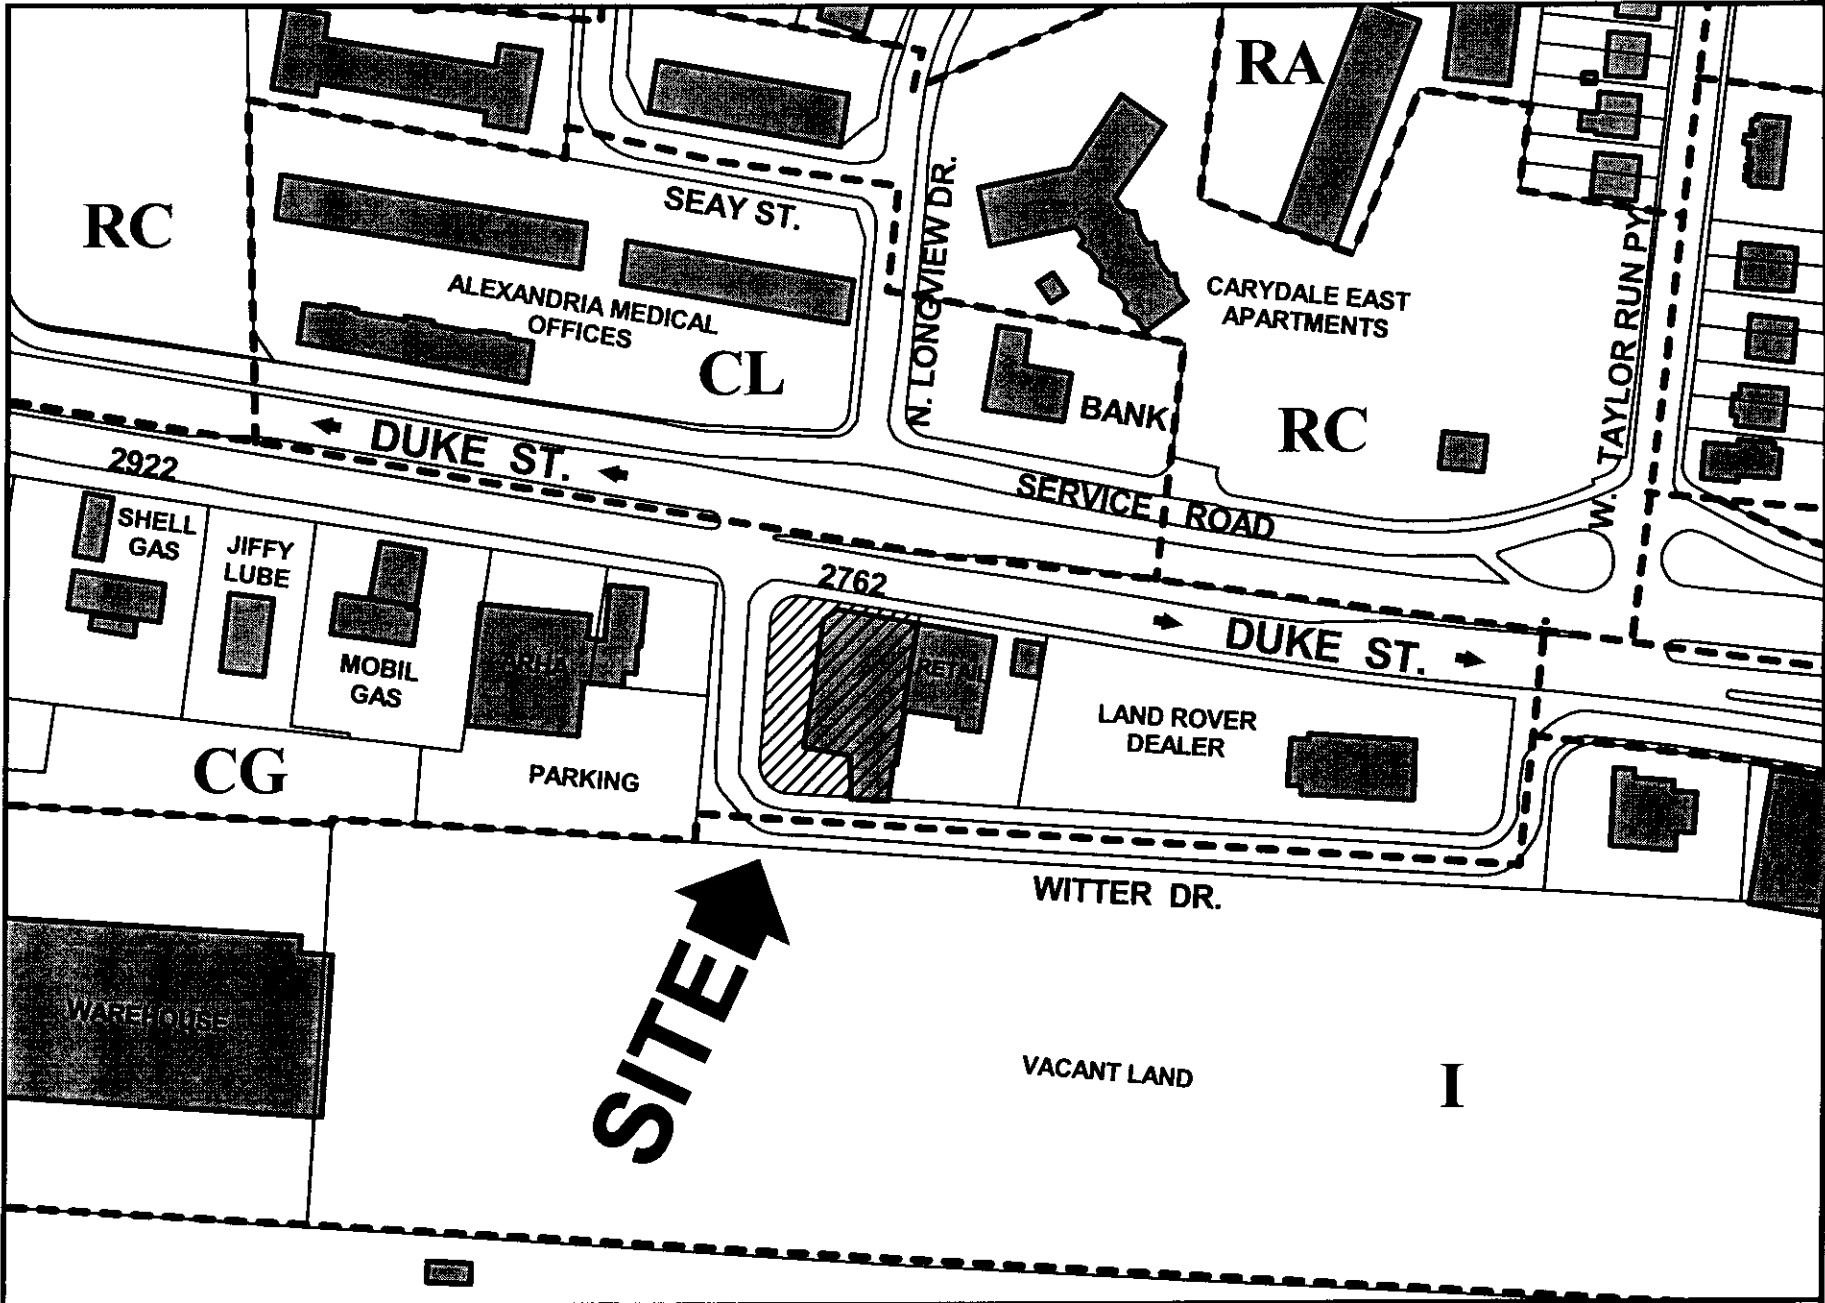 RA
RC
SEAY ST.
N. LONGVIEW DR.
ALEXANDRIA MEDICAL
OFFICES
CL
CARYDALE EAST
APARTMENTS
W. TAYLOR RUN PY
BANK
RC
DUKE ST.
2922
SERVICE ROAD
SHELL
GAS
JIFFY
LUBE
MOBIL
GAS
ARHA
2762
RETAIL
DUKE ST.
LAND ROVER
DEALER
CG
PARKING
WITTER DR.
SITE
WAREHOUSE
VACANT LAND
I